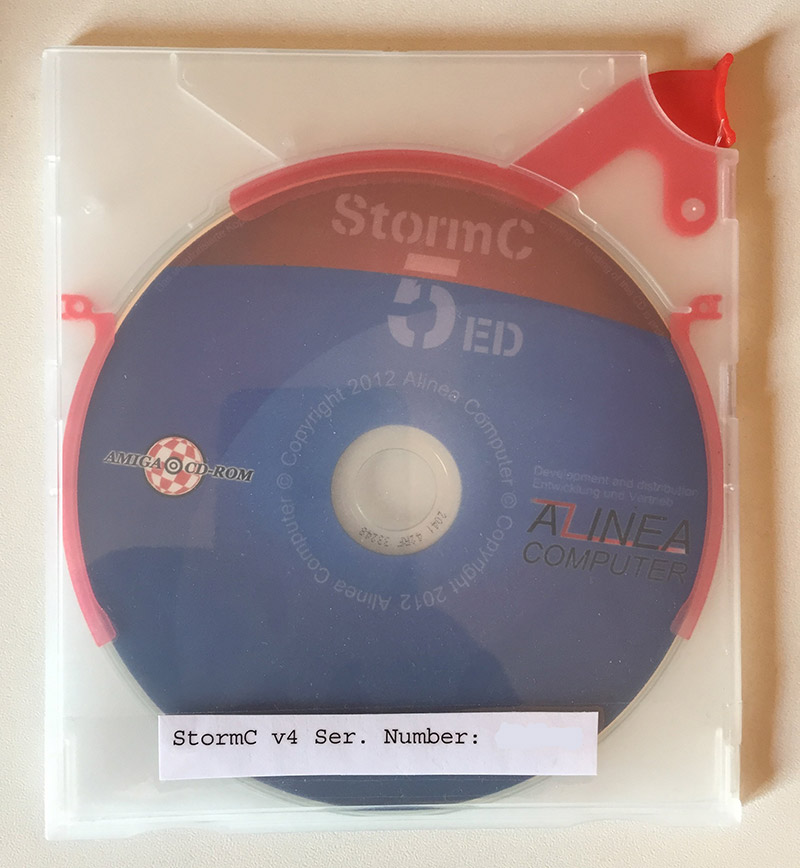 StormC
5 ED
© Copyright 2012 Alinea Computer © Copyright 2012 Alinea Computer
AMIGA CD-ROM
Development and distribution
Entwicklung und Vertrieb
ALINEA
COMPUTER
StormC v4 Ser. Number: